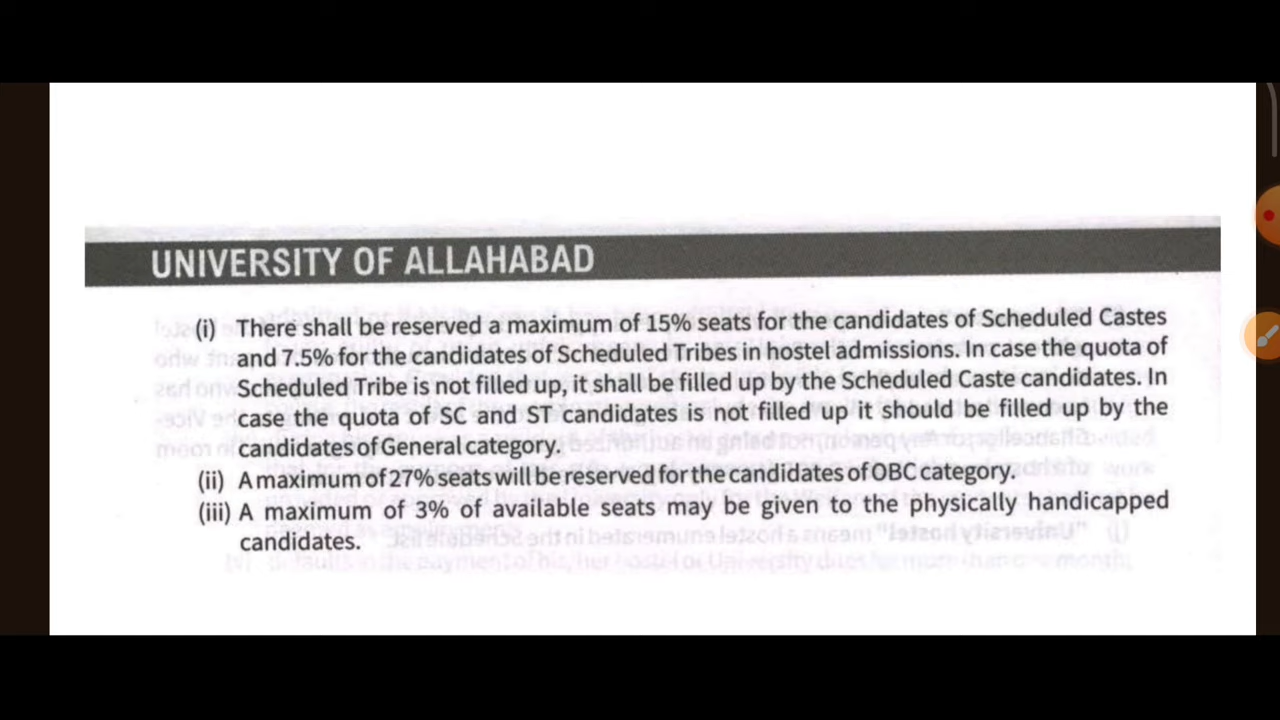 UNIVERSITY OF ALLAHABAD
(i) There shall be reserved a maximum of 15% seats for the candidates of Scheduled Castes
and 7.5% for the candidates of Scheduled Tribes in hostel admissions. In case the quota of
Scheduled Tribe is not filled up, it shall be filled up by the Scheduled Caste candidates. In
case the quota of SC and ST candidates is not filled up it should be filled up by the
candidates of General category.
(ii) A maximum of 27% seats will be reserved for the candidates of OBC category.
(iii) A maximum of 3% of available seats may be given to the physically handicapped
candidates.